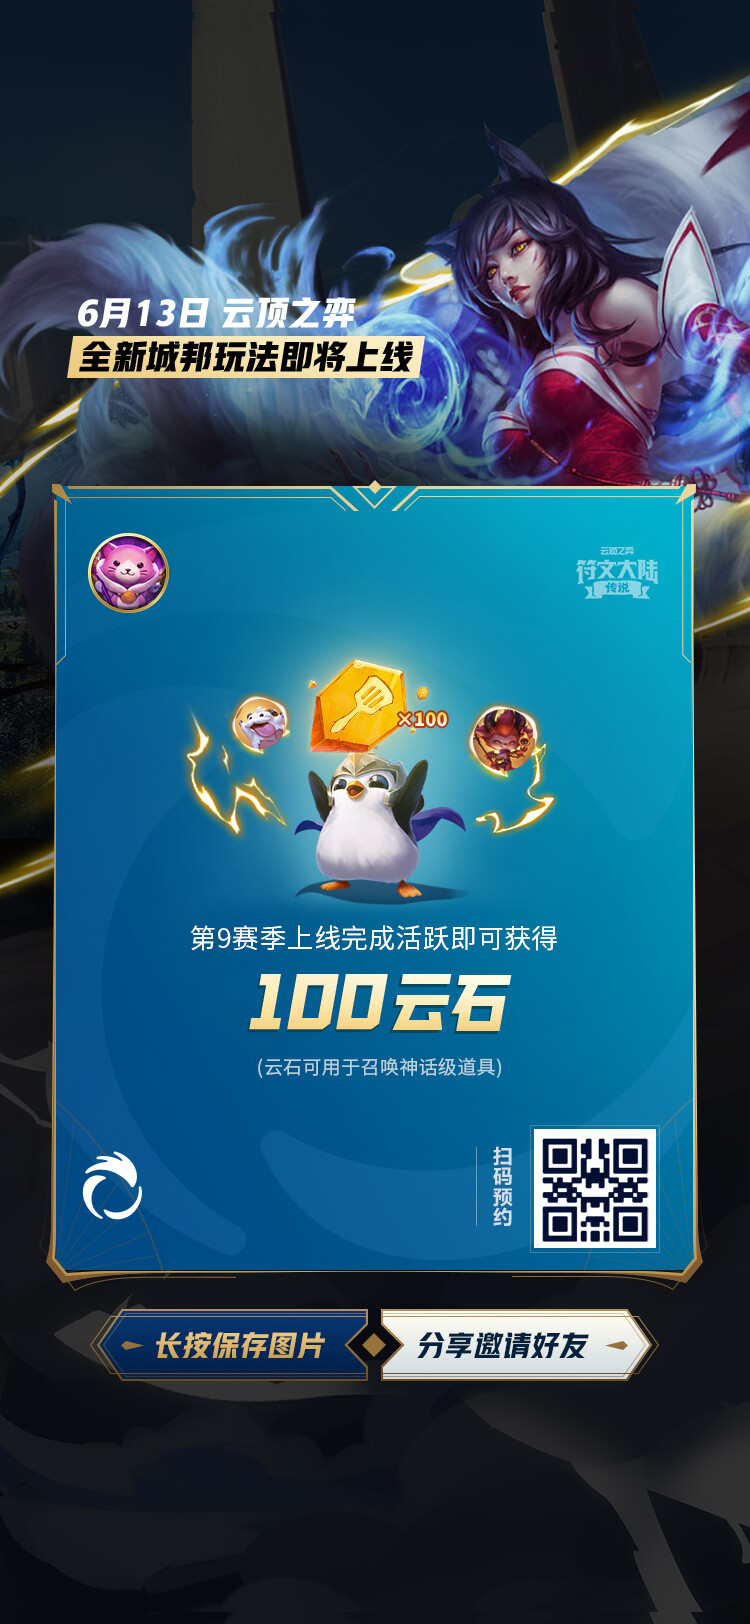 6月13日 云顶之弈
全新城邦玩法即将上线
云顶之弈
符文大陆
传说
×100
第9赛季上线完成活跃即可获得
100云石
(云石可用于召唤神话级道具)
扫码预约
长按保存图片
分享邀请好友